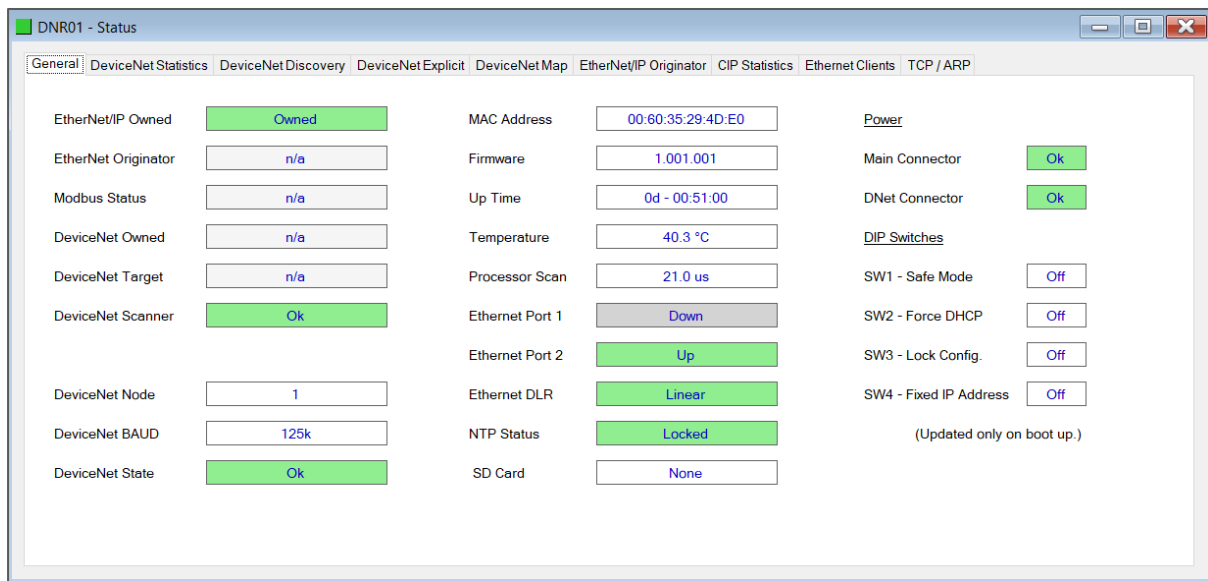 DNR01 - Status
General DeviceNet Statistics DeviceNet Discovery DeviceNet Explicit DeviceNet Map EtherNet/IP Originator CIP Statistics Ethernet Clients TCP / ARP
EtherNet/IP Owned Owned
EtherNet Originator n/a
Modbus Status n/a
DeviceNet Owned n/a
DeviceNet Target n/a
DeviceNet Scanner Ok
DeviceNet Node 1
DeviceNet BAUD 125k
DeviceNet State Ok
MAC Address 00:60:35:29:4D:E0
Firmware 1.001.001
Up Time 0d - 00:51:00
Temperature 40.3 °C
Processor Scan 21.0 us
Ethernet Port 1 Down
Ethernet Port 2 Up
Ethernet DLR Linear
NTP Status Locked
SD Card None
Power
Main Connector Ok
DNet Connector Ok
DIP Switches
SW1 - Safe Mode Off
SW2 - Force DHCP Off
SW3 - Lock Config. Off
SW4 - Fixed IP Address Off
(Updated only on boot up.)